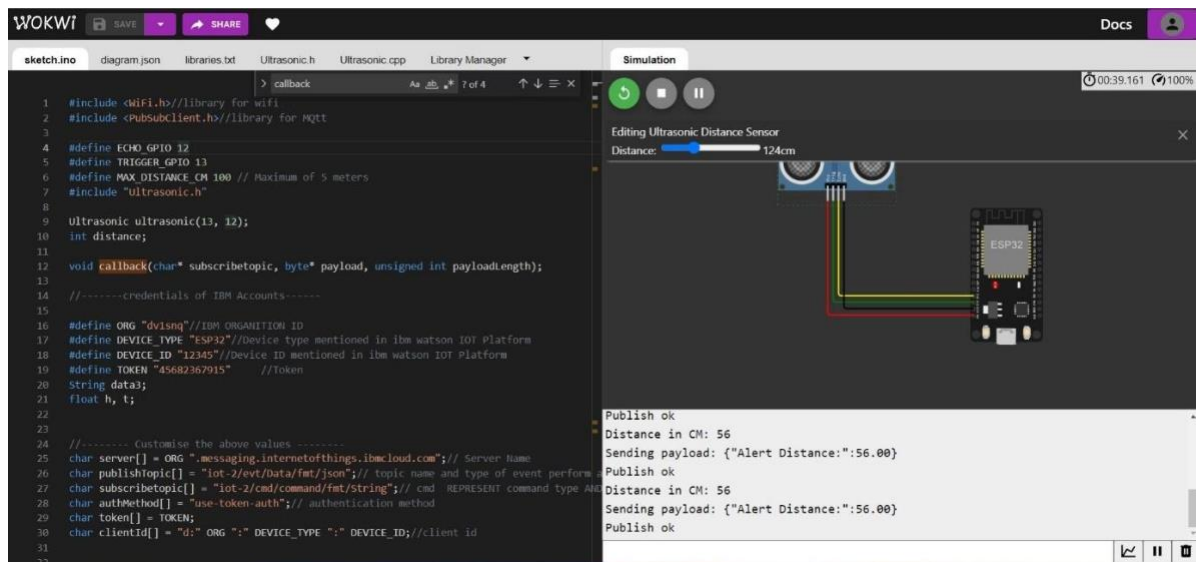 WOKWi SAVE SHARE Docs
sketch.ino diagram.json libraries.txt Ultrasonic.h Ultrasonic.cpp Library Manager
> callback Aa ab .* ? of 4
1 #include <WiFi.h>//library for wifi
2 #include <PubSubClient.h>//library for MQtt
3
4 #define ECHO_GPIO 12
5 #define TRIGGER_GPIO 13
6 #define MAX_DISTANCE_CM 100 // Maximum of 5 meters
7 #include "Ultrasonic.h"
8
9 Ultrasonic ultrasonic(13, 12);
10 int distance;
11
12 void callback(char* subscribetopic, byte* payload, unsigned int payloadLength);
13
14 //-------credentials of IBM Accounts------
15
16 #define ORG "dv1snq"//IBM ORGANITION ID
17 #define DEVICE_TYPE "ESP32"//Device type mentioned in ibm watson IOT Platform
18 #define DEVICE_ID "12345"//Device ID mentioned in ibm watson IOT Platform
19 #define TOKEN "45682367915" //Token
20 String data3;
21 float h, t;
22
23
24 //-------- Customise the above values --------
25 char server[] = ORG ".messaging.internetofthings.ibmcloud.com";// Server Name
26 char publishTopic[] = "iot-2/evt/Data/fmt/json";// topic name and type of event perform a
27 char subscribetopic[] = "iot-2/cmd/command/fmt/String";// cmd REPRESENT command type AND
28 char authMethod[] = "use-token-auth";// authentication method
29 char token[] = TOKEN;
30 char clientId[] = "d:" ORG ":" DEVICE_TYPE ":" DEVICE_ID;//client id
31
Simulation
00:39.161 100%
Editing Ultrasonic Distance Sensor
Distance: 124cm
ESP32
Publish ok
Distance in CM: 56
Sending payload: {"Alert Distance:":56.00}
Publish ok
Distance in CM: 56
Sending payload: {"Alert Distance:":56.00}
Publish ok